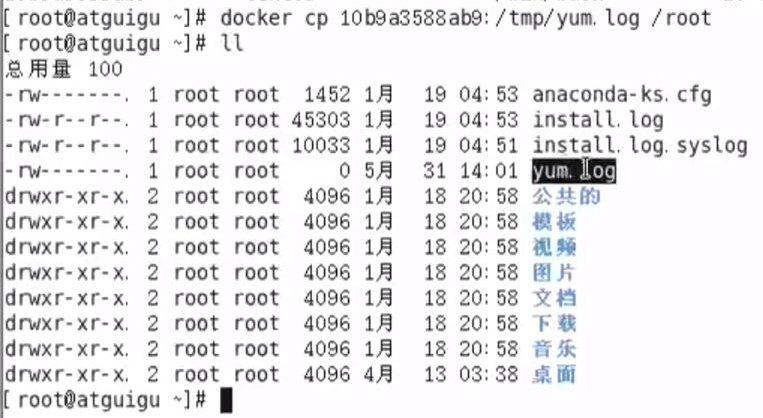 [root@atguigu ~]# docker cp 10b9a3588ab9:/tmp/yum.log /root
[root@atguigu ~]# ll
总用量 100
-rw-------. 1 root root 1452 1月 19 04:53 anaconda-ks.cfg
-rw-r--r--. 1 root root 45303 1月 19 04:53 install.log
-rw-r--r--. 1 root root 10033 1月 19 04:51 install.log.syslog
-rw-------. 1 root root 0 5月 31 14:01 yum.log
drwxr-xr-x. 2 root root 4096 1月 18 20:58 公共的
drwxr-xr-x. 2 root root 4096 1月 18 20:58 模板
drwxr-xr-x. 2 root root 4096 1月 18 20:58 视频
drwxr-xr-x. 2 root root 4096 1月 18 20:58 图片
drwxr-xr-x. 2 root root 4096 1月 18 20:58 文档
drwxr-xr-x. 2 root root 4096 1月 18 20:58 下载
drwxr-xr-x. 2 root root 4096 1月 18 20:58 音乐
drwxr-xr-x. 2 root root 4096 4月 13 03:38 桌面
[root@atguigu ~]#